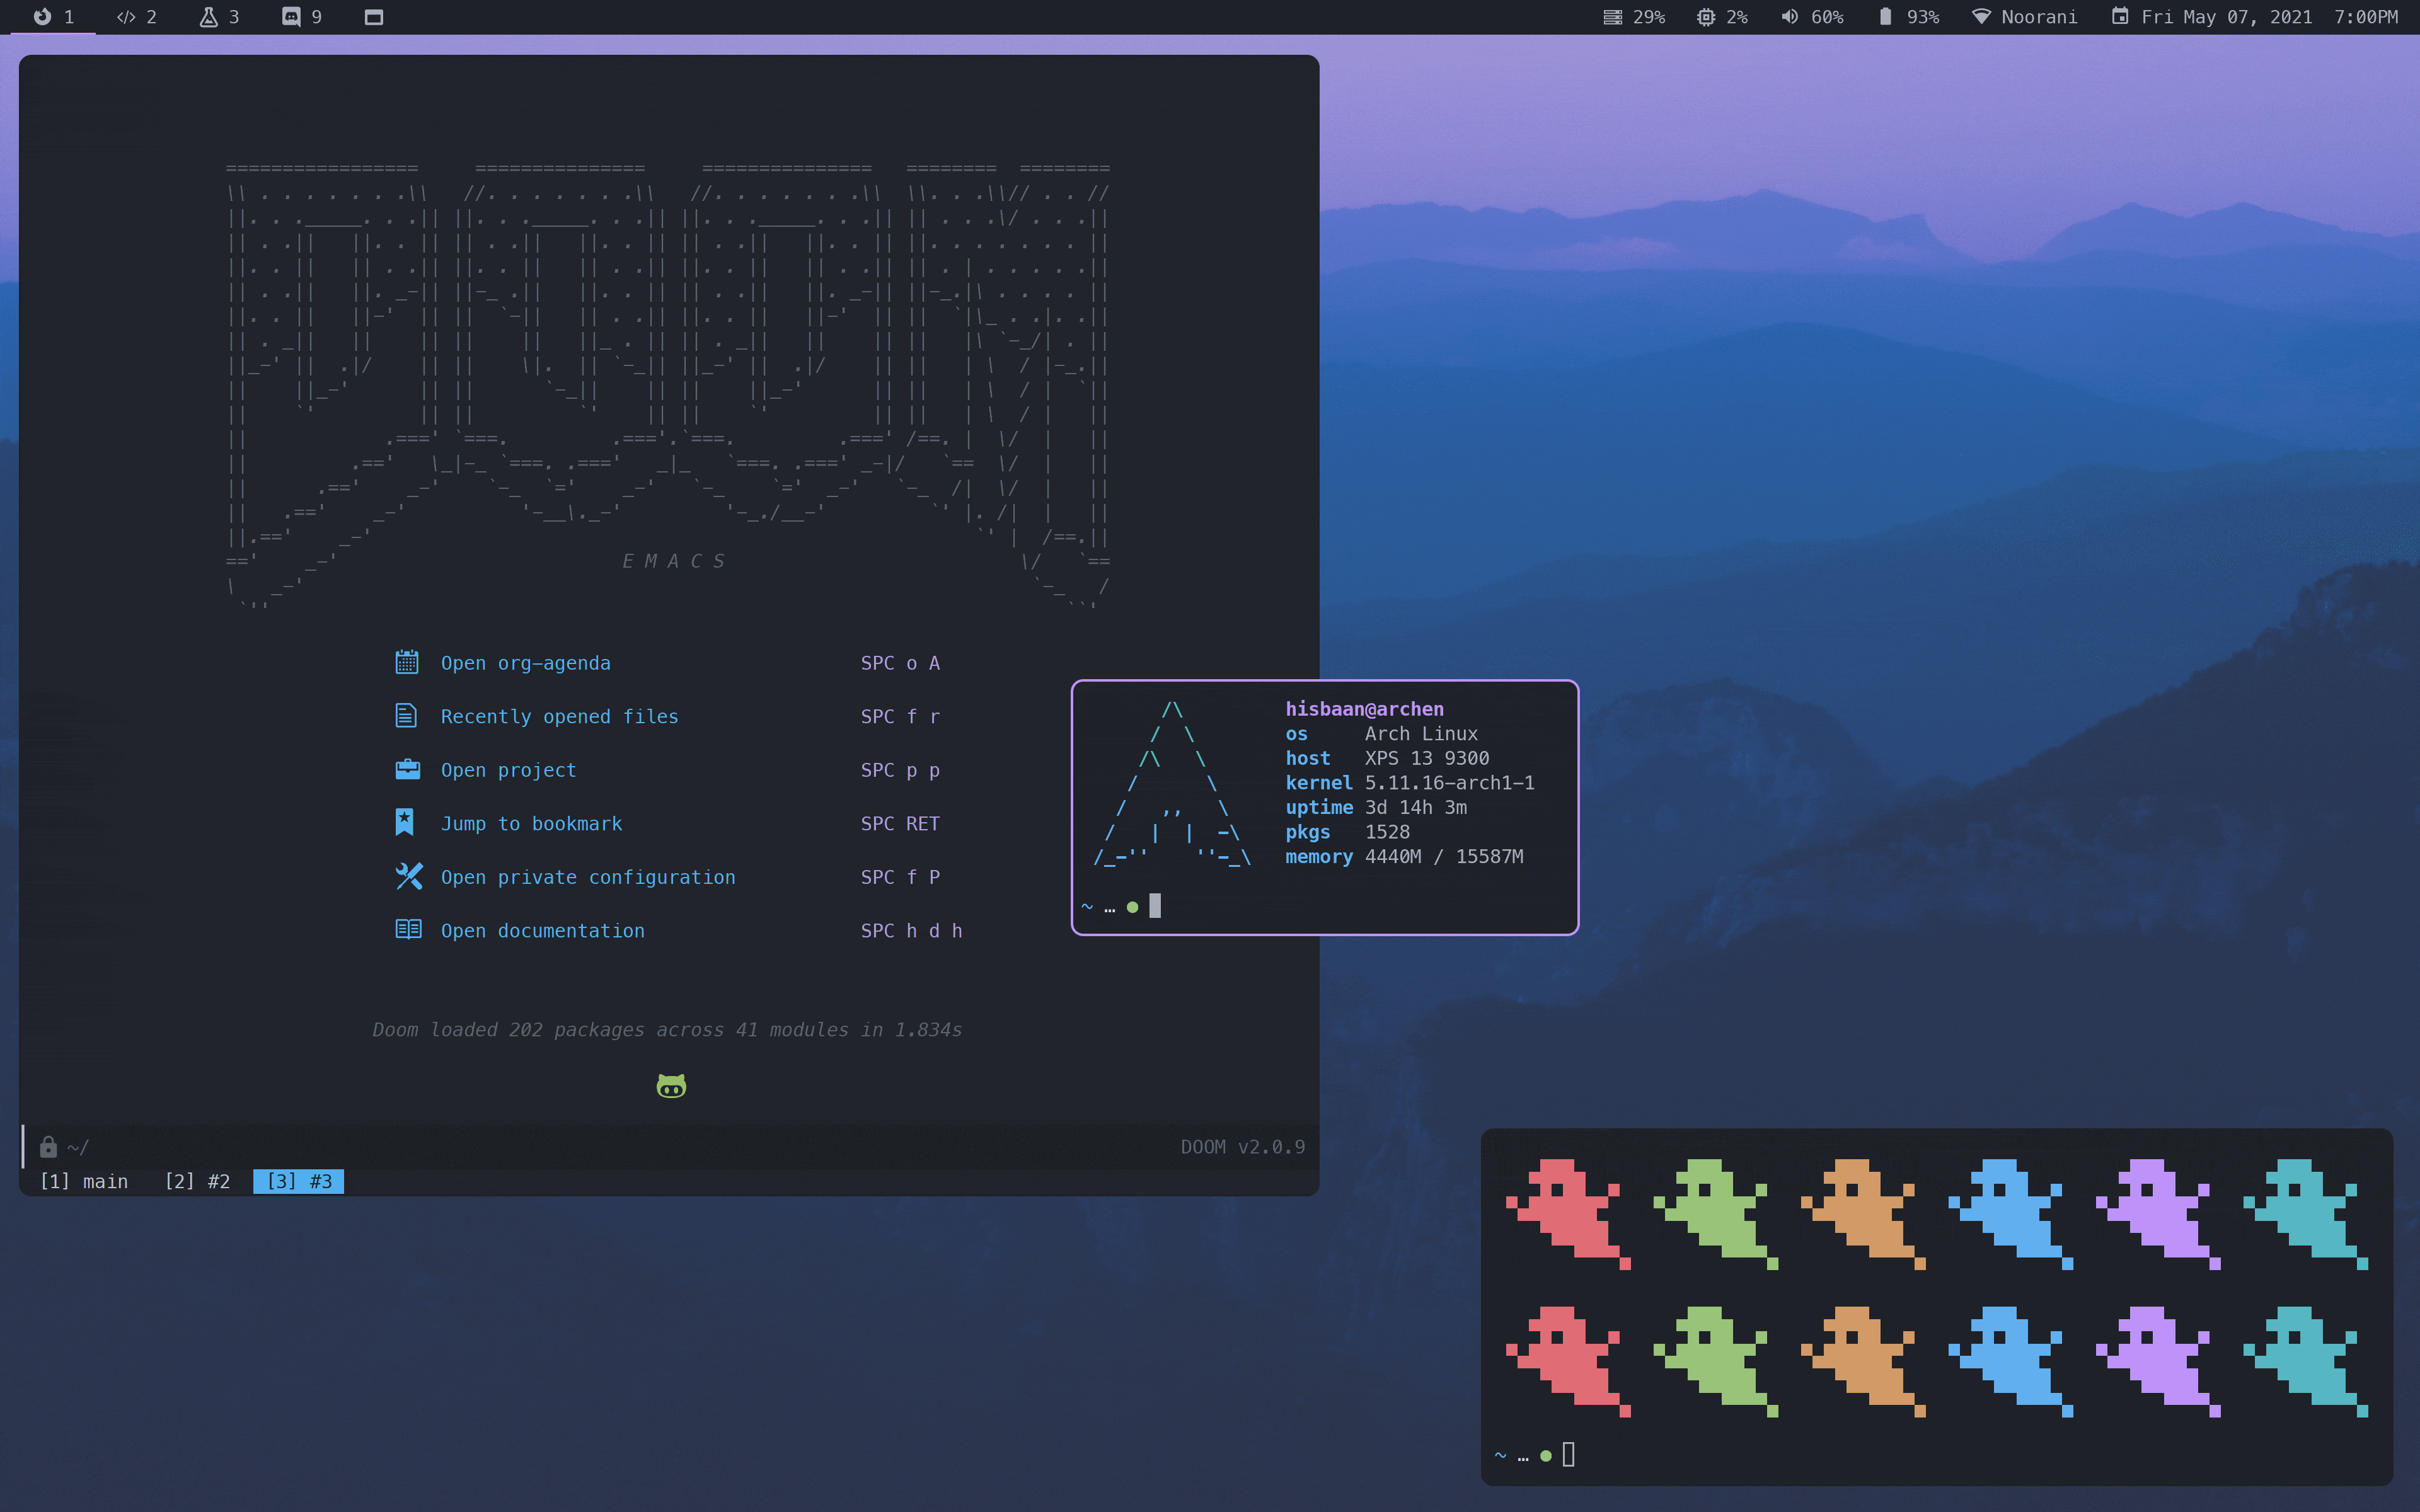 1 2 3 9 29% 2% 60% 93% Noorani Fri May 07, 2021 7:00PM
E M A C S
Open org-agenda SPC o A
Recently opened files SPC f r
Open project SPC p p
Jump to bookmark SPC RET
Open private configuration SPC f P
Open documentation SPC h d h
Doom loaded 202 packages across 41 modules in 1.834s
~/ DOOM v2.0.9
[1] main [2] #2 [3] #3
hisbaan@archen
os Arch Linux
host XPS 13 9300
kernel 5.11.16-arch1-1
uptime 3d 14h 3m
pkgs 1528
memory 4440M / 15587M
~ … ●
~ … ●